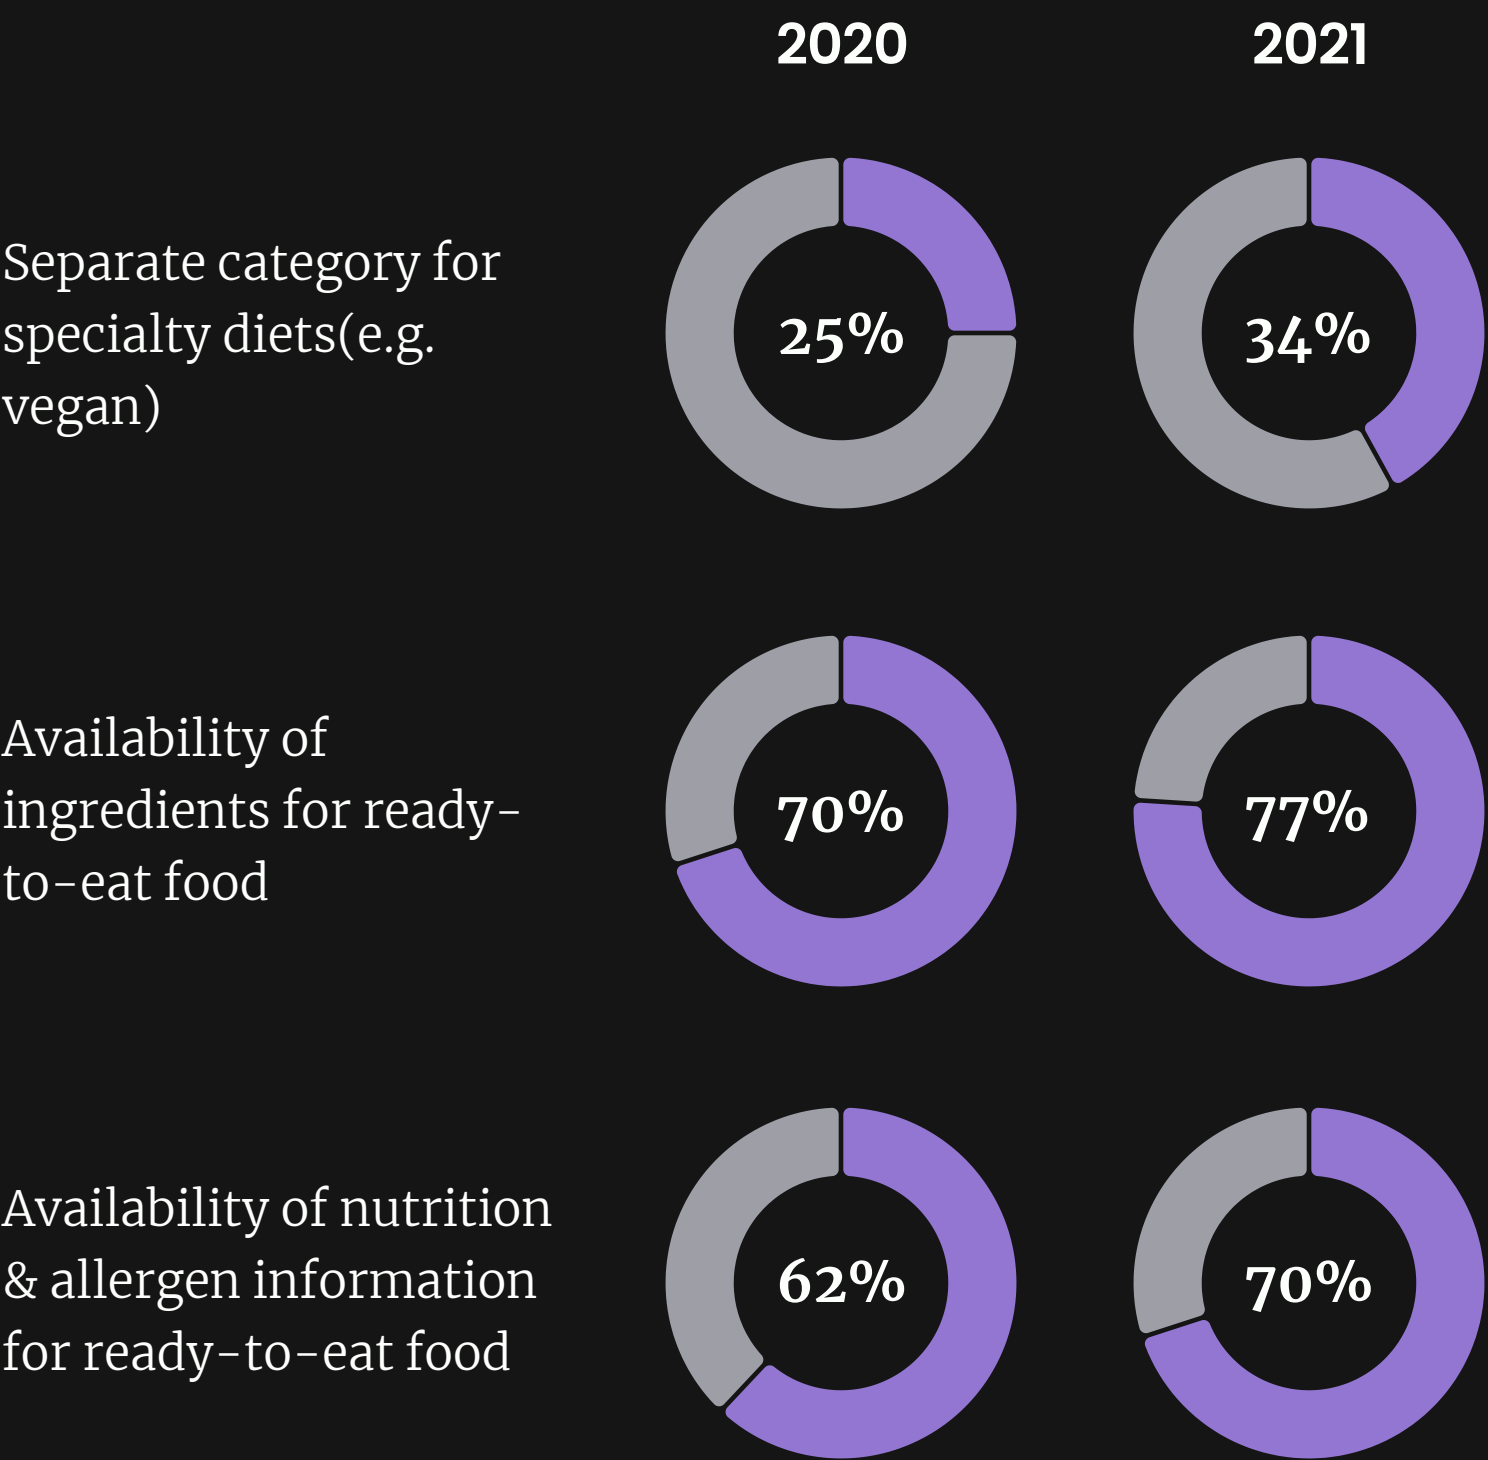 2020 2021
Separate category for
specialty diets(e.g.
vegan)
25% 34%
Availability of
ingredients for ready-
to-eat food
70% 77%
Availability of nutrition
& allergen information
for ready-to-eat food
62% 70%